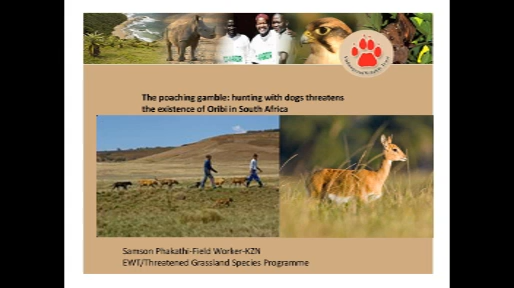 The poaching gamble: hunting with dogs threatens
the existence of Oribi in South Africa
Samson Phakathi-Field Worker-KZN
EWT/Threatened Grassland Species Programme